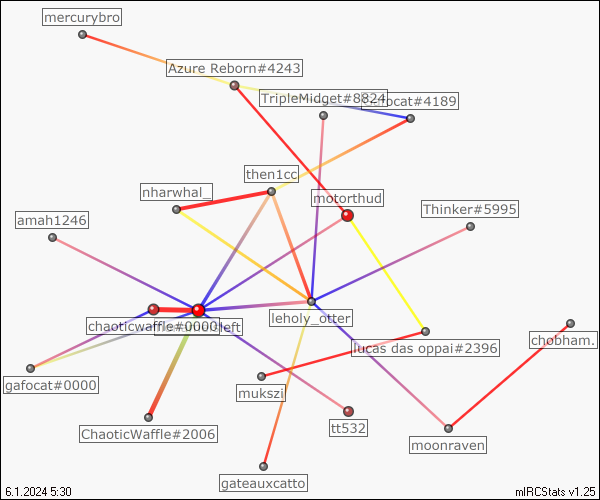 mercurybro
Azure Reborn#4243
TripleMidget#8824
focat#4189
then1cc
nharwhal_
motorthud
Thinker#5995
amah1246
leholy_otter
chaoticwaffle#0000
left
chobham.
lucas das oppai#2396
gafocat#0000
mukszi
tt532
ChaoticWaffle#2006
moonraven
gateauxcatto
6.1.2024 5:30
mIRCStats v1.25